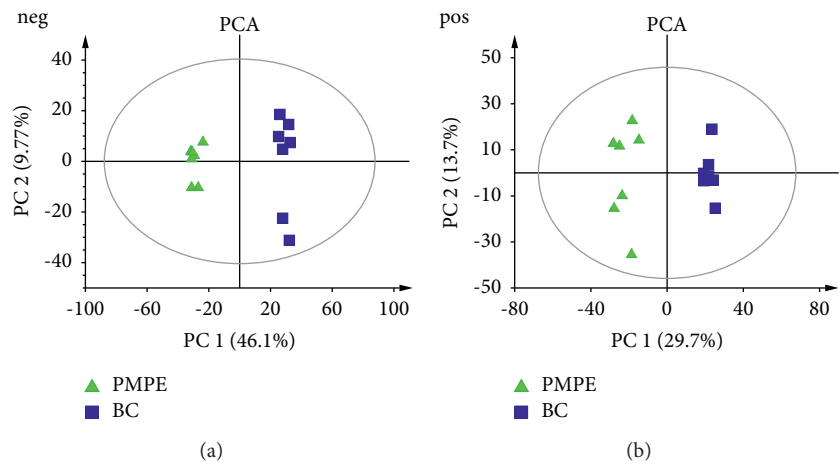 neg
PCA
40
20
0
-20
-40
PC 2 (9.77%)
-100
-60
-20
20
60
100
PC 1 (46.1%)
PMPE
BC
(a)
pos
PCA
50
30
10
-10
-30
-50
PC 2 (13.7%)
-80
-40
0
40
80
PC 1 (29.7%)
PMPE
BC
(b)